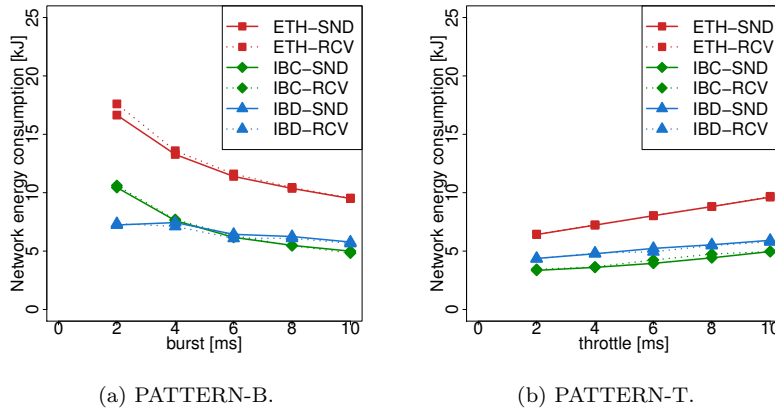 Network energy consumption [kJ]
0 5 10 15 20 25
0 2 4 6 8 10
burst [ms]
ETH−SND
ETH−RCV
IBC−SND
IBC−RCV
IBD−SND
IBD−RCV
(a) PATTERN-B.
Network energy consumption [kJ]
0 5 10 15 20 25
0 2 4 6 8 10
throttle [ms]
ETH−SND
ETH−RCV
IBC−SND
IBC−RCV
IBD−SND
IBD−RCV
(b) PATTERN-T.